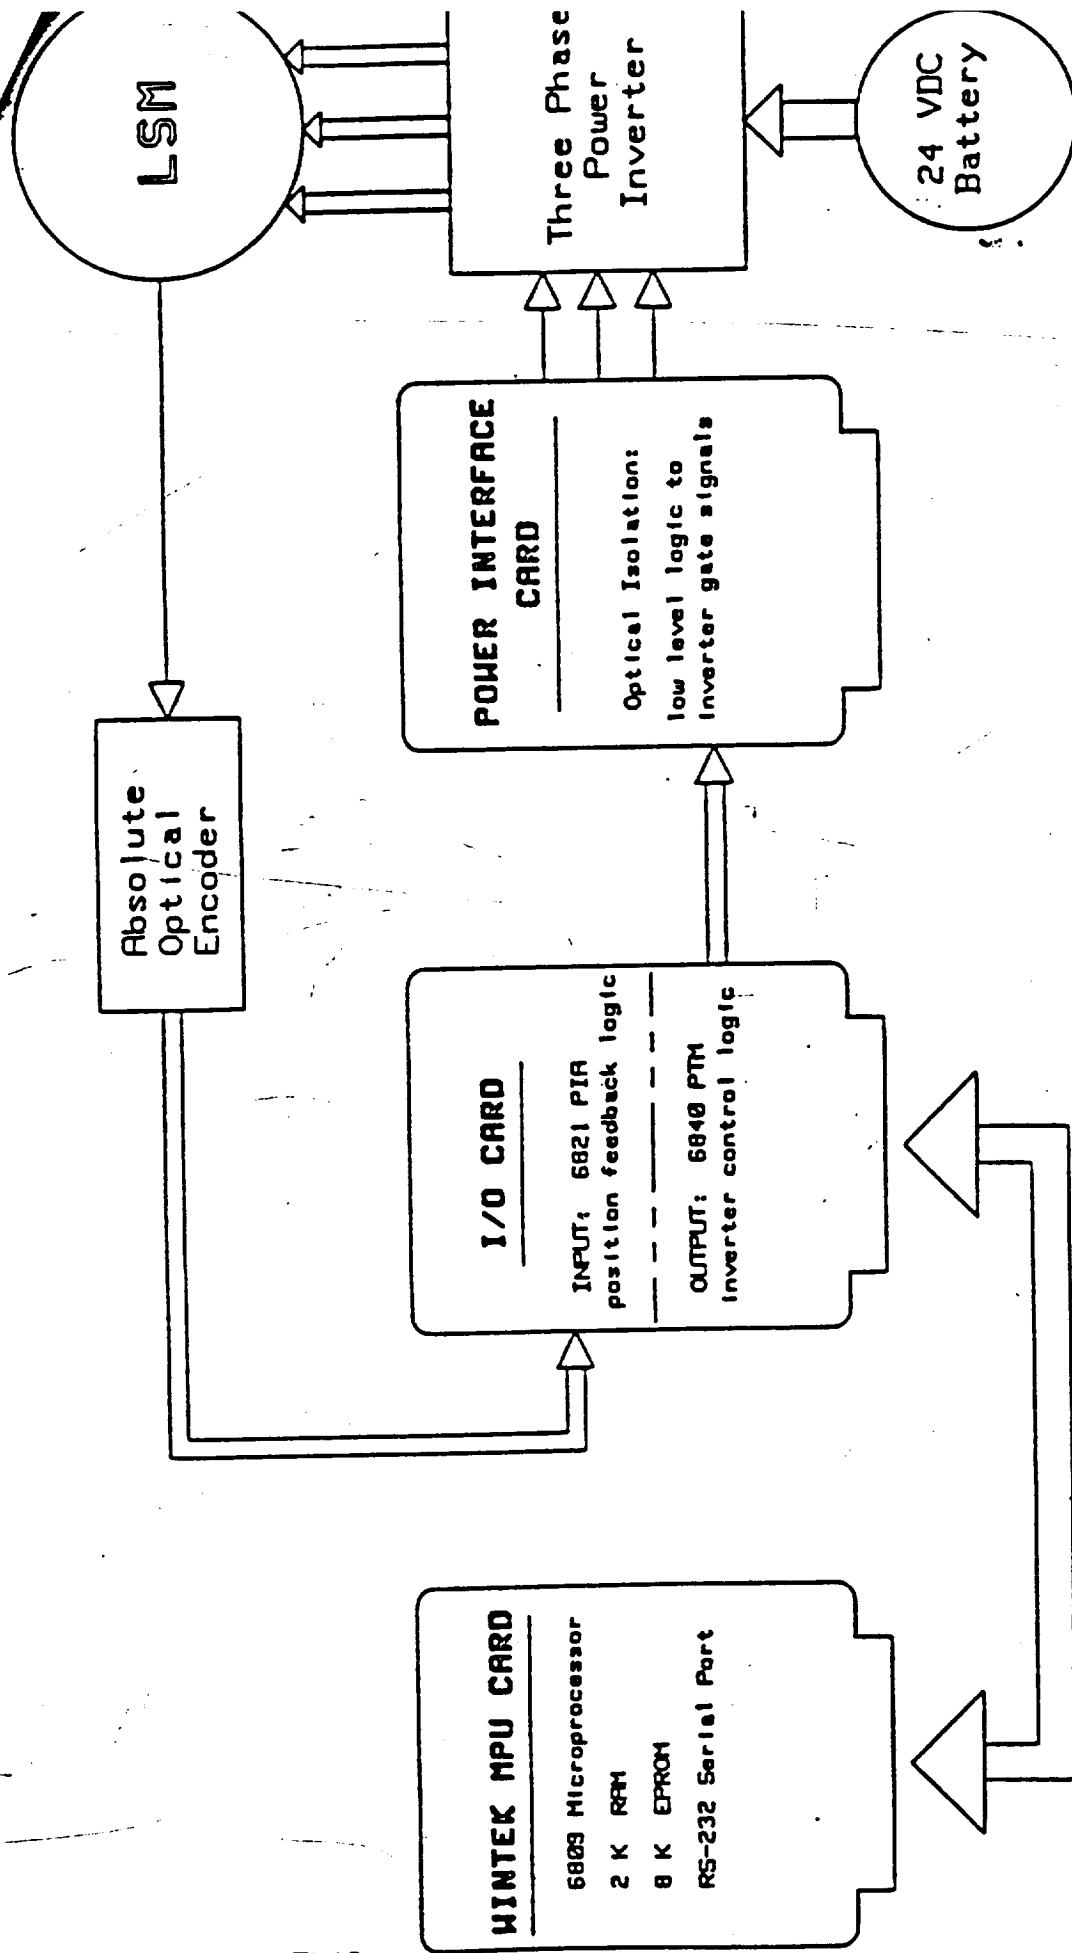 WINTEK MPU CARD
6809 Microprocessor
2 K RAM
8 K EPROM
RS-232 Serial Port
I/O CARD
INPUT: 6821 PIA
position feedback logic
OUTPUT: 6840 PTM
inverter control logic
Absolute
Optical
Encoder
POWER INTERFACE
CARD
Optical Isolation:
low level logic to
inverter gate signals
LSM
Three Phase
Power
Inverter
24 VDC
Battery